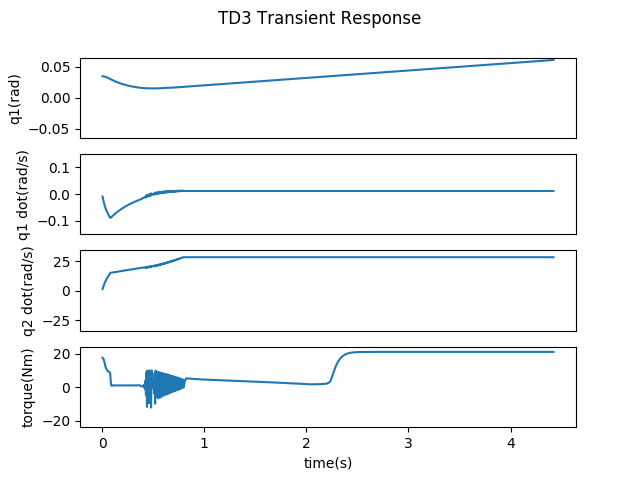 TD3 Transient Response
q1(rad)
0.05
0.00
−0.05
q1 dot(rad/s)
0.1
0.0
−0.1
q2 dot(rad/s)
25
0
−25
torque(Nm)
20
0
−20
0 1 2 3 4
time(s)